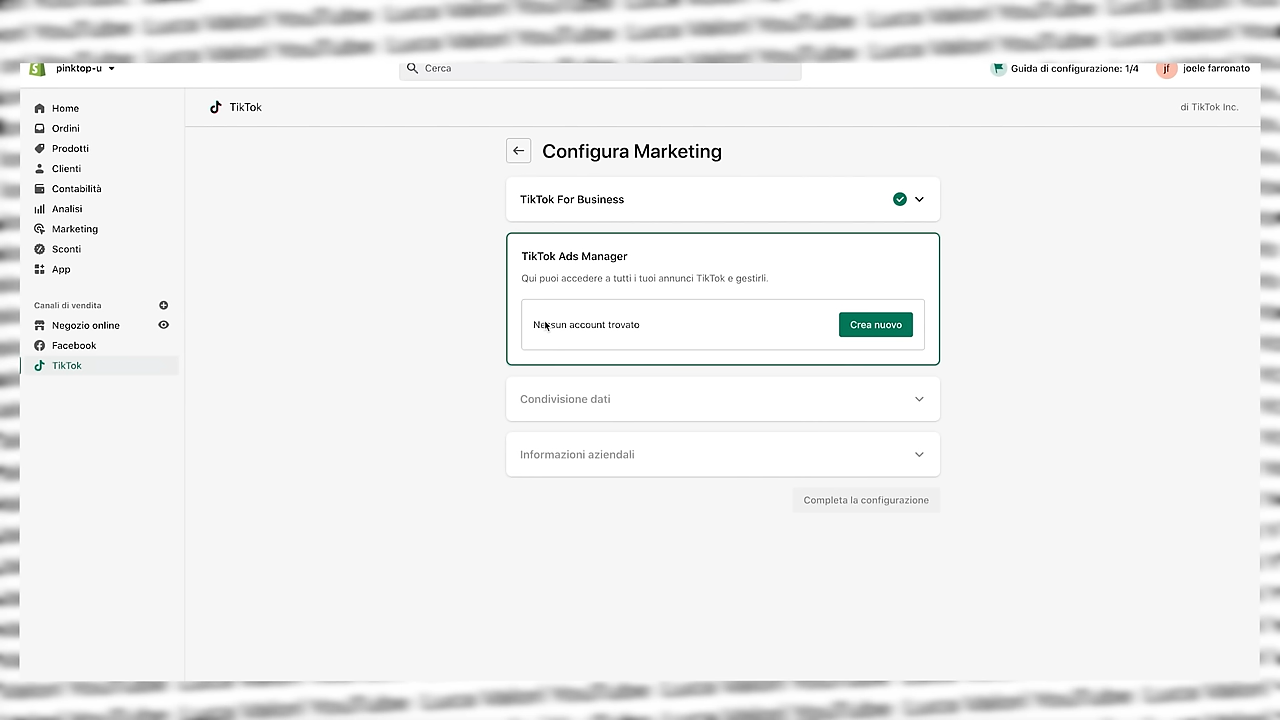 pinktop-u
Cerca
Guida di configurazione: 1/4
jf
joele farronato
Home
Ordini
Prodotti
Clienti
Contabilità
Analisi
Marketing
Sconti
App
Canali di vendita
Negozio online
Facebook
TikTok
TikTok
di TikTok Inc.
Configura Marketing
TikTok For Business
TikTok Ads Manager
Qui puoi accedere a tutti i tuoi annunci TikTok e gestirli.
Nessun account trovato
Crea nuovo
Condivisione dati
Informazioni aziendali
Completa la configurazione